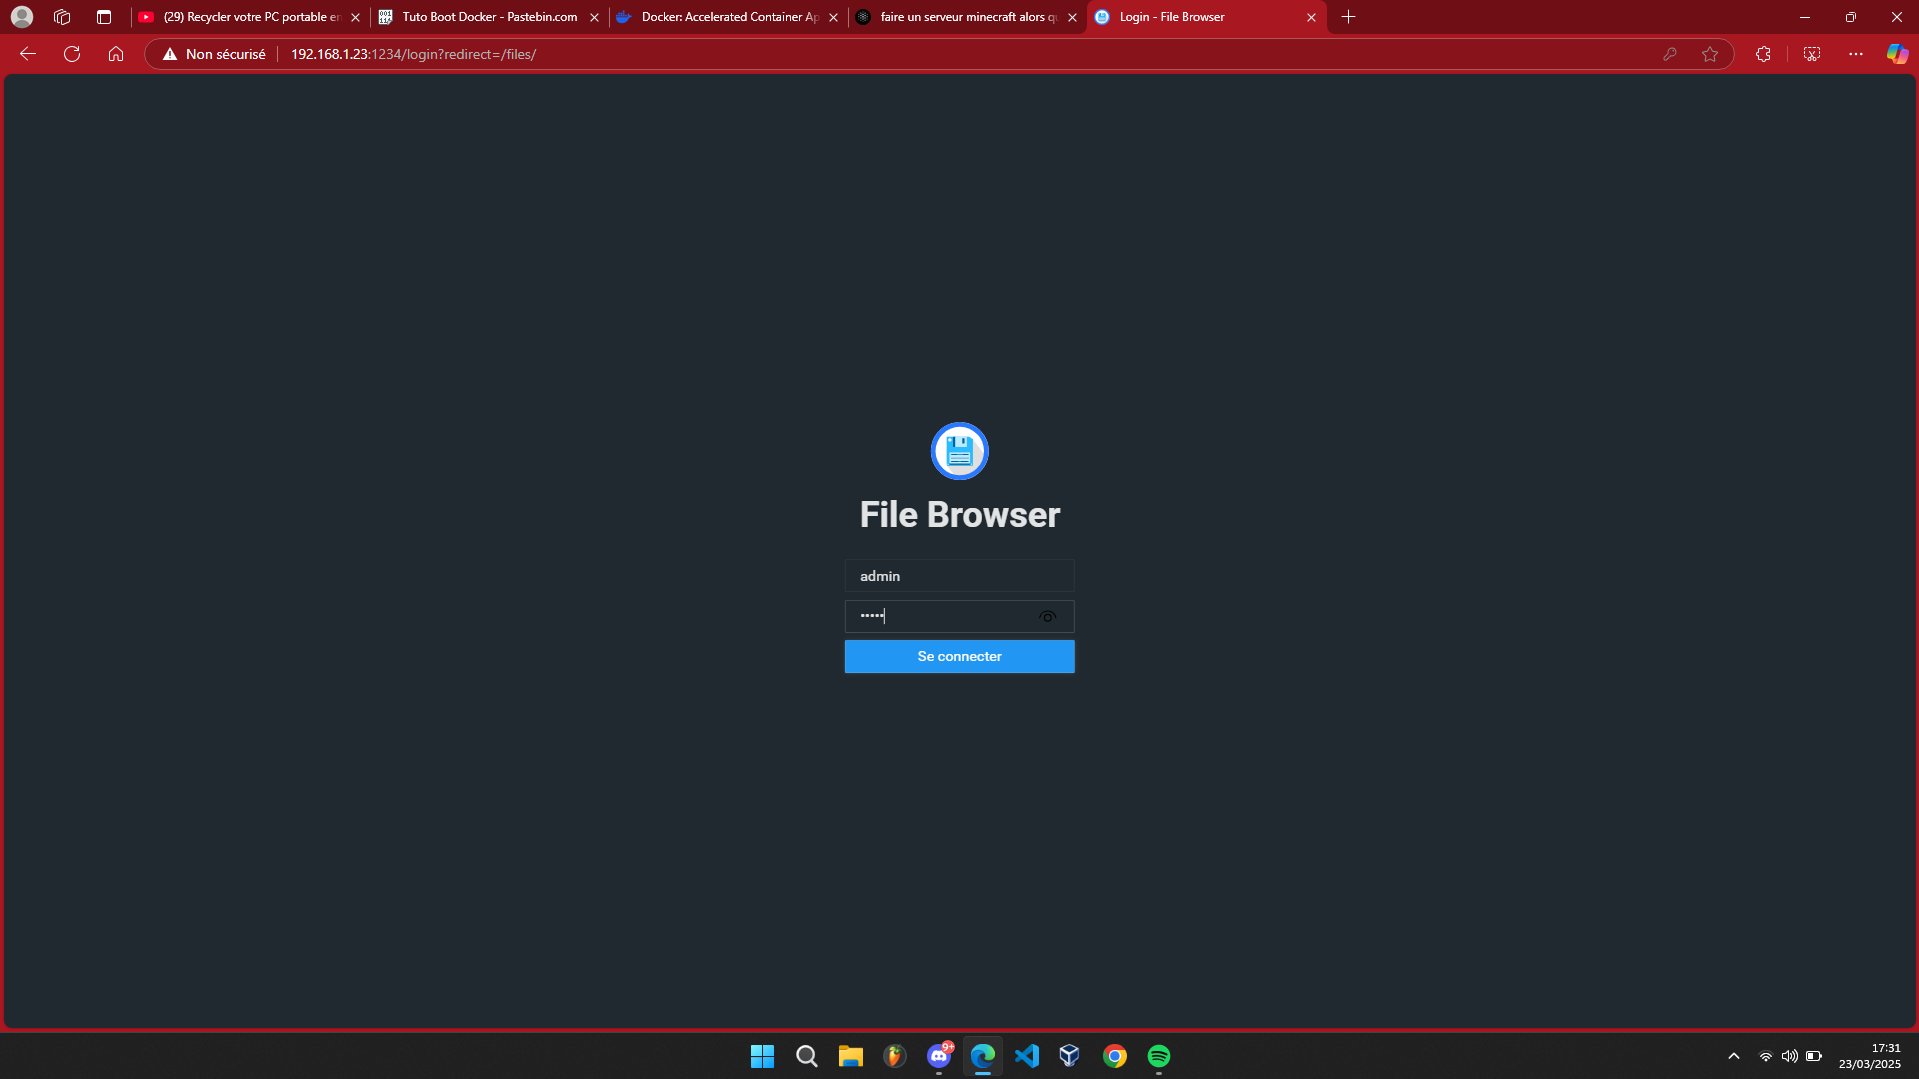 (29) Recycler votre PC portable en
Tuto Boot Docker - Pastebin.com
Docker: Accelerated Container Ap
faire un serveur minecraft alors qu
Login - File Browser
Non sécurisé
192.168.1.23:1234/login?redirect=/files/
File Browser
admin
•••••
Se connecter
9+
17:31
23/03/2025